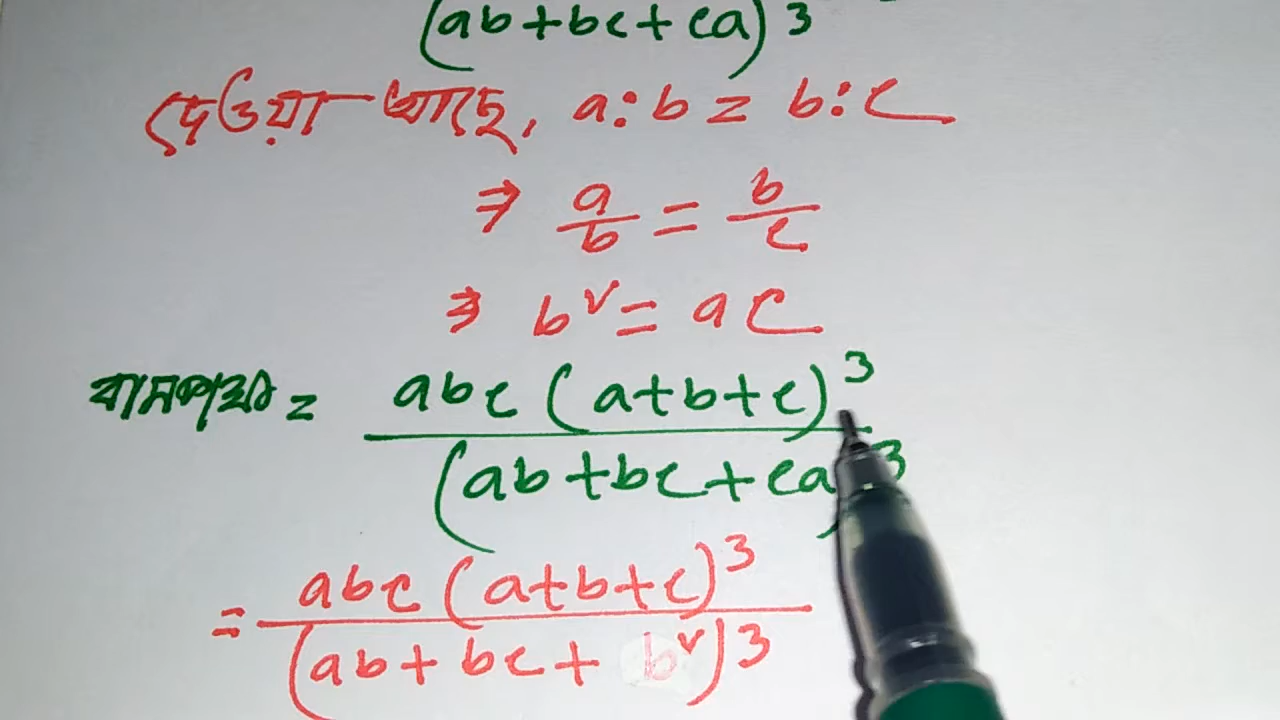 (ab+bc+ca)3
দেওয়া আছে, a:b = b:c
⇒ a/b = b/c
⇒ b² = ac
বামপক্ষ = abc(a+b+c)³ / (ab+bc+ca)³
= abc(a+b+c)³ / (ab+bc+b²)3